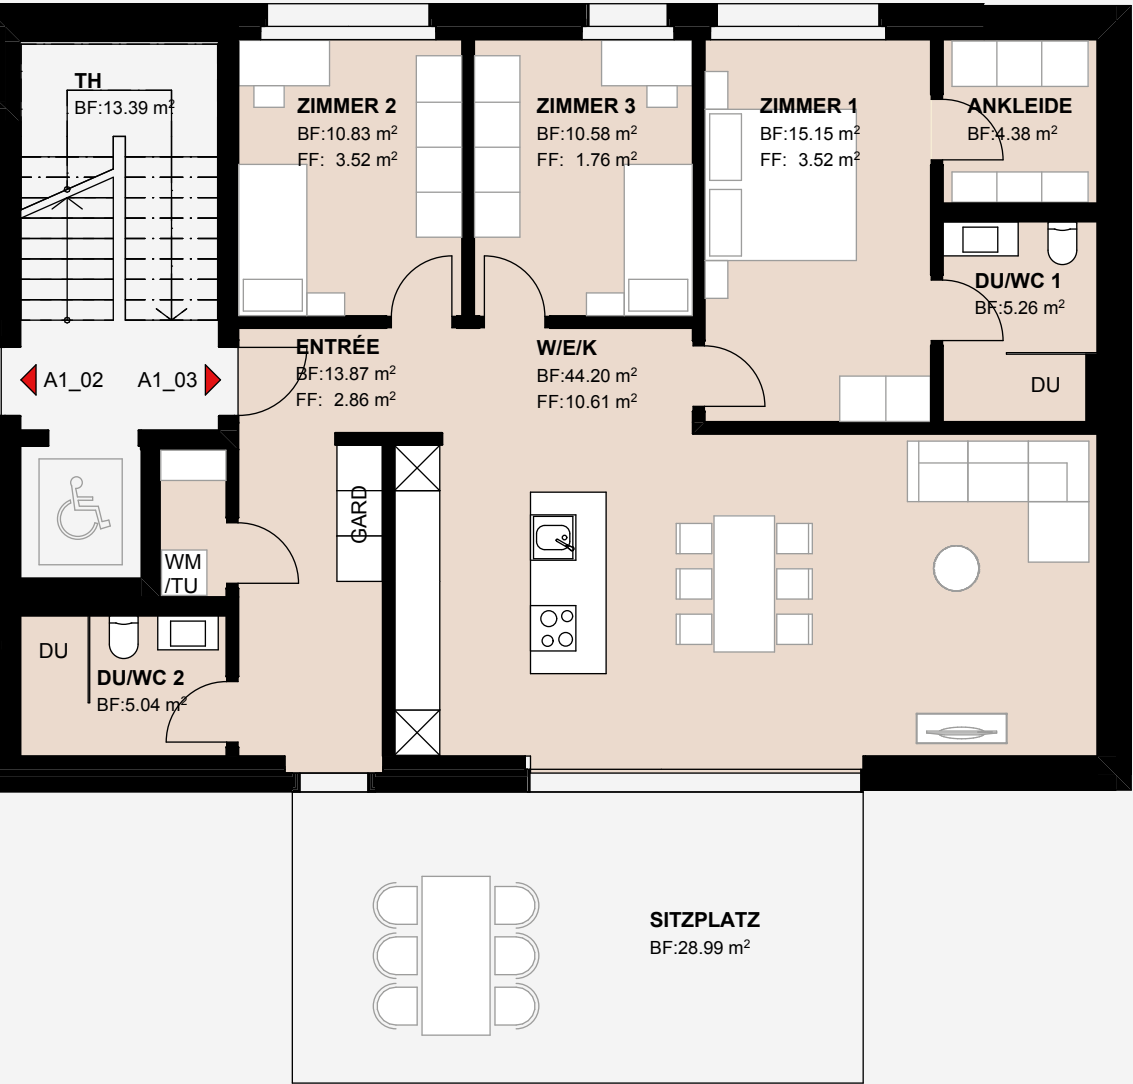 TH
BF:13.39 m²
ZIMMER 2
BF:10.83 m²
FF: 3.52 m²
ZIMMER 3
BF:10.58 m²
FF: 1.76 m²
ZIMMER 1
BF:15.15 m²
FF: 3.52 m²
ANKLEIDE
BF:4.38 m²
DU/WC 1
BF:5.26 m²
DU
ENTRÉE
BF:13.87 m²
FF: 2.86 m²
W/E/K
BF:44.20 m²
FF:10.61 m²
A1_02
A1_03
GARD
WM
/TU
DU
DU/WC 2
BF:5.04 m²
SITZPLATZ
BF:28.99 m²